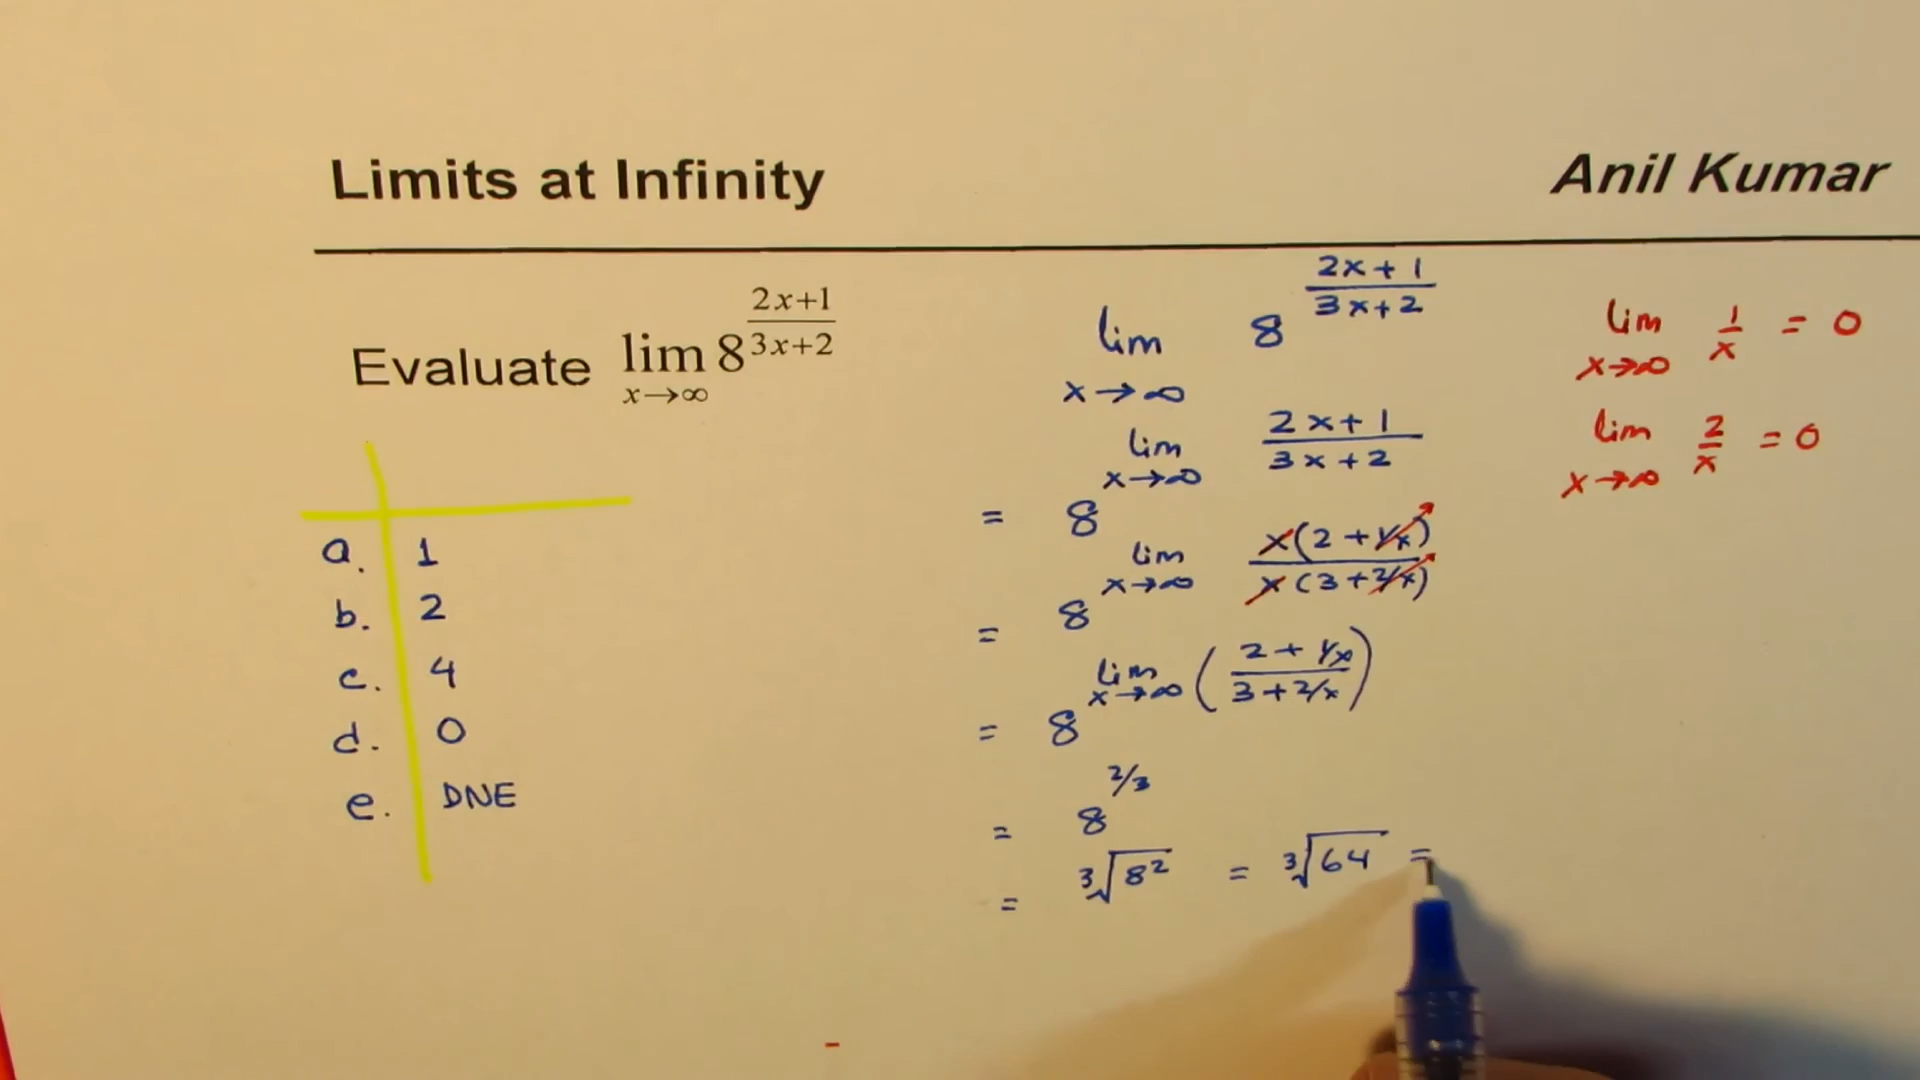 Limits at Infinity
Anil Kumar
Evaluate lim x→∞ 8^((2x+1)/(3x+2))
a. 1
b. 2
c. 4
d. 0
e. DNE
lim x→∞ 8^((2x+1)/(3x+2))
= 8^(lim x→∞ (2x+1)/(3x+2))
= 8^(lim x→∞ x(2+1/x)/x(3+2/x))
= 8^(lim x→∞ ((2+1/x)/(3+2/x)))
= 8^(2/3)
= ³√8² = ³√64 =
lim x→∞ 1/x = 0
lim x→∞ 2/x = 0